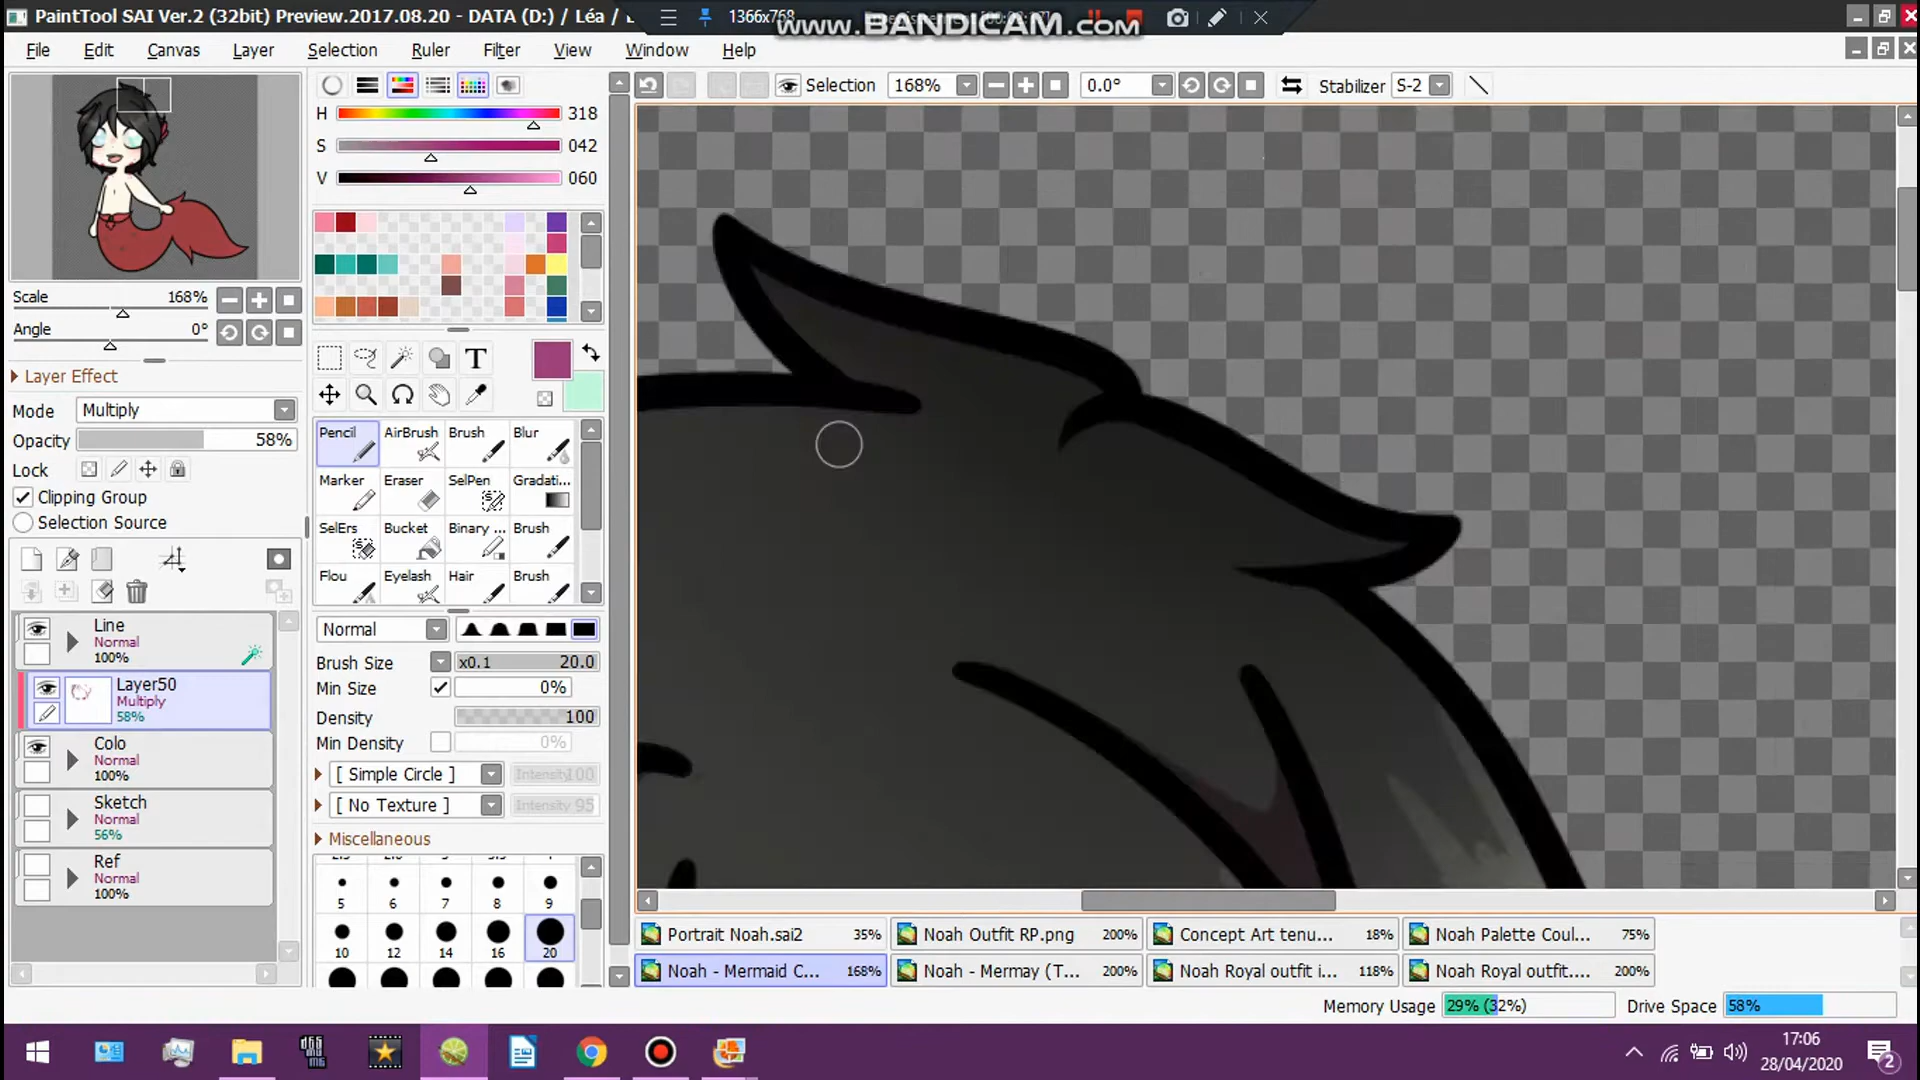 PaintTool SAI Ver.2 (32bit) Preview.2017.08.20 - DATA (D:) / Léa /
1366x768
www.BANDICAM.com
File Edit Canvas Layer Selection Ruler Filter View Window Help
Selection 168% 0.0° Stabilizer S-2
H 318
S 042
V 060
Scale 168%
Angle 0°
Layer Effect
Mode Multiply
Opacity 58%
Lock
Clipping Group
Selection Source
Line
Normal
100%
Layer50
Multiply
58%
Colo
Normal
100%
Sketch
Normal
56%
Ref
Normal
100%
T
Pencil AirBrush Brush Blur
Marker Eraser SelPen Gradati...
SelErs Bucket Binary ... Brush
Flou Eyelash Hair Brush
Normal
Brush Size x0.1 20.0
Min Size 0%
Density 100
Min Density 0%
[ Simple Circle ] Intensity 100
[ No Texture ] Intensity 95
Miscellaneous
5 6 7 8 9
10 12 14 16 20
Portrait Noah.sai2 35% Noah Outfit RP.png 200% Concept Art tenu... 18% Noah Palette Coul... 75%
Noah - Mermaid C... 168% Noah - Mermay (T... 200% Noah Royal outfit i... 118% Noah Royal outfit.... 200%
Memory Usage 29% (32%) Drive Space 58%
17:06
28/04/2020
2